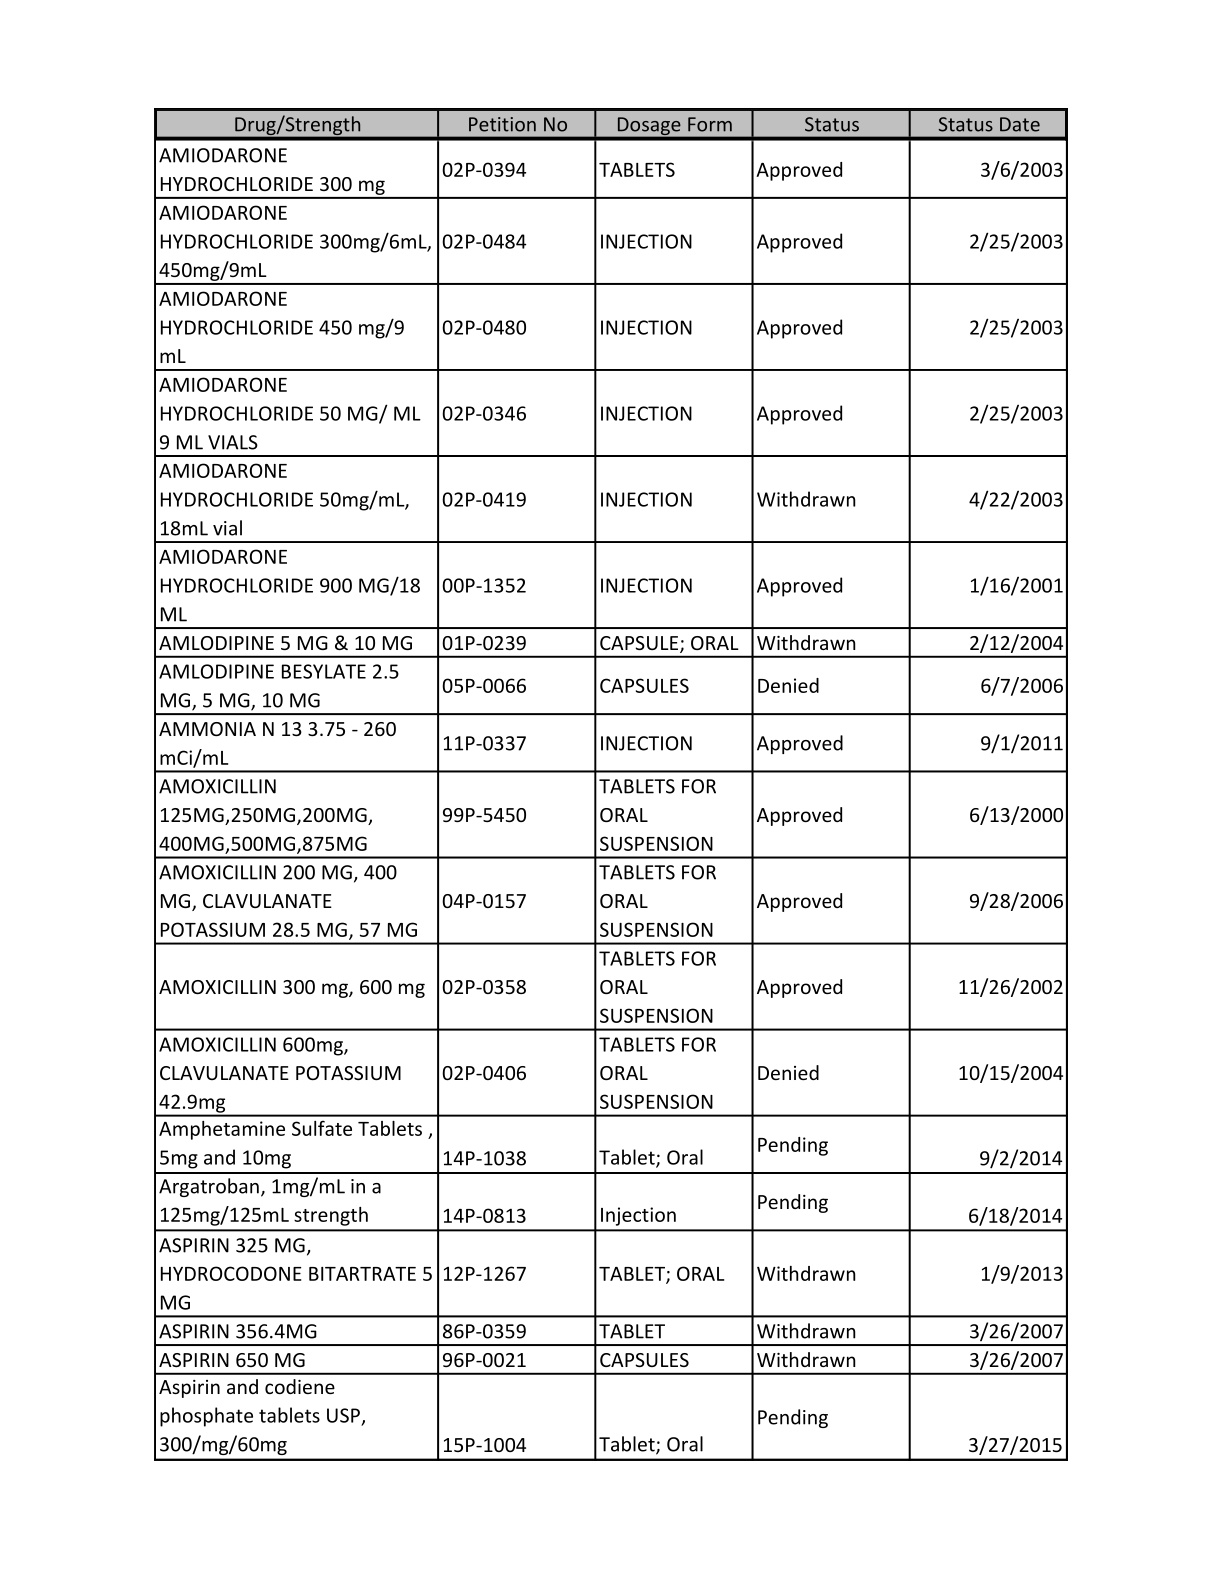 Drug/Strength Petition No Dosage Form Status Status Date
AMIODARONE
HYDROCHLORIDE 300 mg 02P-0394 TABLETS Approved 3/6/2003
AMIODARONE
HYDROCHLORIDE 300mg/6mL, 02P-0484 INJECTION Approved 2/25/2003
450mg/9mL
AMIODARONE
HYDROCHLORIDE 450 mg/9 02P-0480 INJECTION Approved 2/25/2003
mL
AMIODARONE
HYDROCHLORIDE 50 MG/ ML 02P-0346 INJECTION Approved 2/25/2003
9 ML VIALS
AMIODARONE
HYDROCHLORIDE 50mg/mL, 02P-0419 INJECTION Withdrawn 4/22/2003
18mL vial
AMIODARONE
HYDROCHLORIDE 900 MG/18 00P-1352 INJECTION Approved 1/16/2001
ML
AMLODIPINE 5 MG & 10 MG 01P-0239 CAPSULE; ORAL Withdrawn 2/12/2004
AMLODIPINE BESYLATE 2.5
MG, 5 MG, 10 MG 05P-0066 CAPSULES Denied 6/7/2006
AMMONIA N 13 3.75 - 260
mCi/mL 11P-0337 INJECTION Approved 9/1/2011
AMOXICILLIN TABLETS FOR
125MG,250MG,200MG, 99P-5450 ORAL Approved 6/13/2000
400MG,500MG,875MG SUSPENSION
AMOXICILLIN 200 MG, 400 TABLETS FOR
MG, CLAVULANATE 04P-0157 ORAL Approved 9/28/2006
POTASSIUM 28.5 MG, 57 MG SUSPENSION
TABLETS FOR
AMOXICILLIN 300 mg, 600 mg 02P-0358 ORAL Approved 11/26/2002
SUSPENSION
AMOXICILLIN 600mg, TABLETS FOR
CLAVULANATE POTASSIUM 02P-0406 ORAL Denied 10/15/2004
42.9mg SUSPENSION
Amphetamine Sulfate Tablets ,
5mg and 10mg 14P-1038 Tablet; Oral Pending 9/2/2014
Argatroban, 1mg/mL in a
125mg/125mL strength 14P-0813 Injection Pending 6/18/2014
ASPIRIN 325 MG,
HYDROCODONE BITARTRATE 5 12P-1267 TABLET; ORAL Withdrawn 1/9/2013
MG
ASPIRIN 356.4MG 86P-0359 TABLET Withdrawn 3/26/2007
ASPIRIN 650 MG 96P-0021 CAPSULES Withdrawn 3/26/2007
Aspirin and codiene
phosphate tablets USP, Pending
300/mg/60mg 15P-1004 Tablet; Oral 3/27/2015